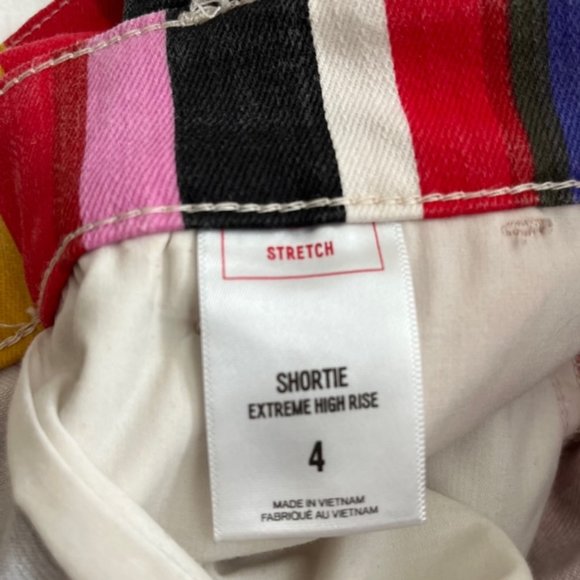 STRETCH
SHORTIE
EXTREME HIGH RISE
4
MADE IN VIETNAM
FABRIQUÉ AU VIETNAM